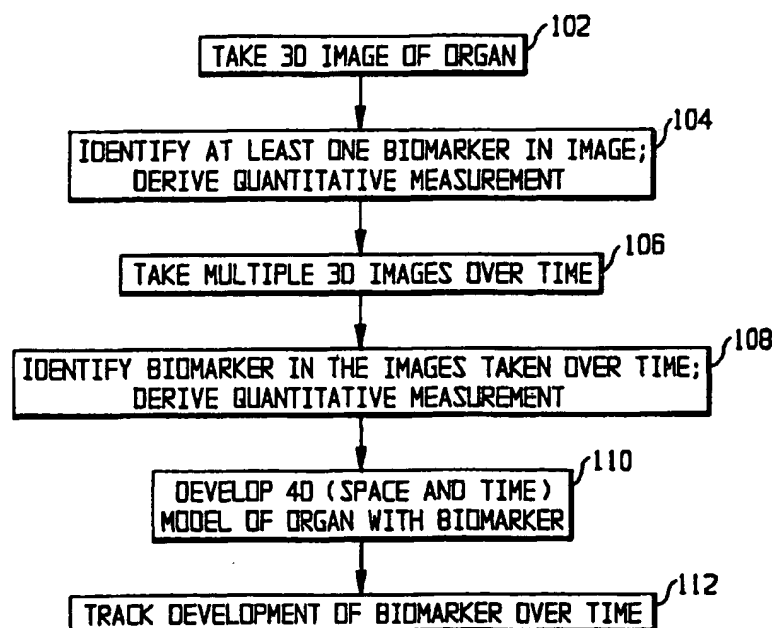 102
TAKE 3D IMAGE OF ORGAN
104
IDENTIFY AT LEAST ONE BIOMARKER IN IMAGE;
DERIVE QUANTITATIVE MEASUREMENT
106
TAKE MULTIPLE 3D IMAGES OVER TIME
108
IDENTIFY BIOMARKER IN THE IMAGES TAKEN OVER TIME;
DERIVE QUANTITATIVE MEASUREMENT
110
DEVELOP 4D (SPACE AND TIME)
MODEL OF ORGAN WITH BIOMARKER
112
TRACK DEVELOPMENT OF BIOMARKER OVER TIME